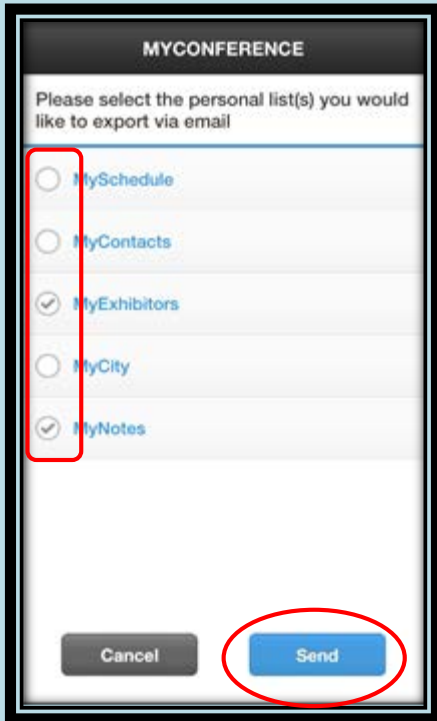 MYCONFERENCE
Please select the personal list(s) you would
like to export via email
MySchedule
MyContacts
MyExhibitors
MyCity
MyNotes
Cancel
Send